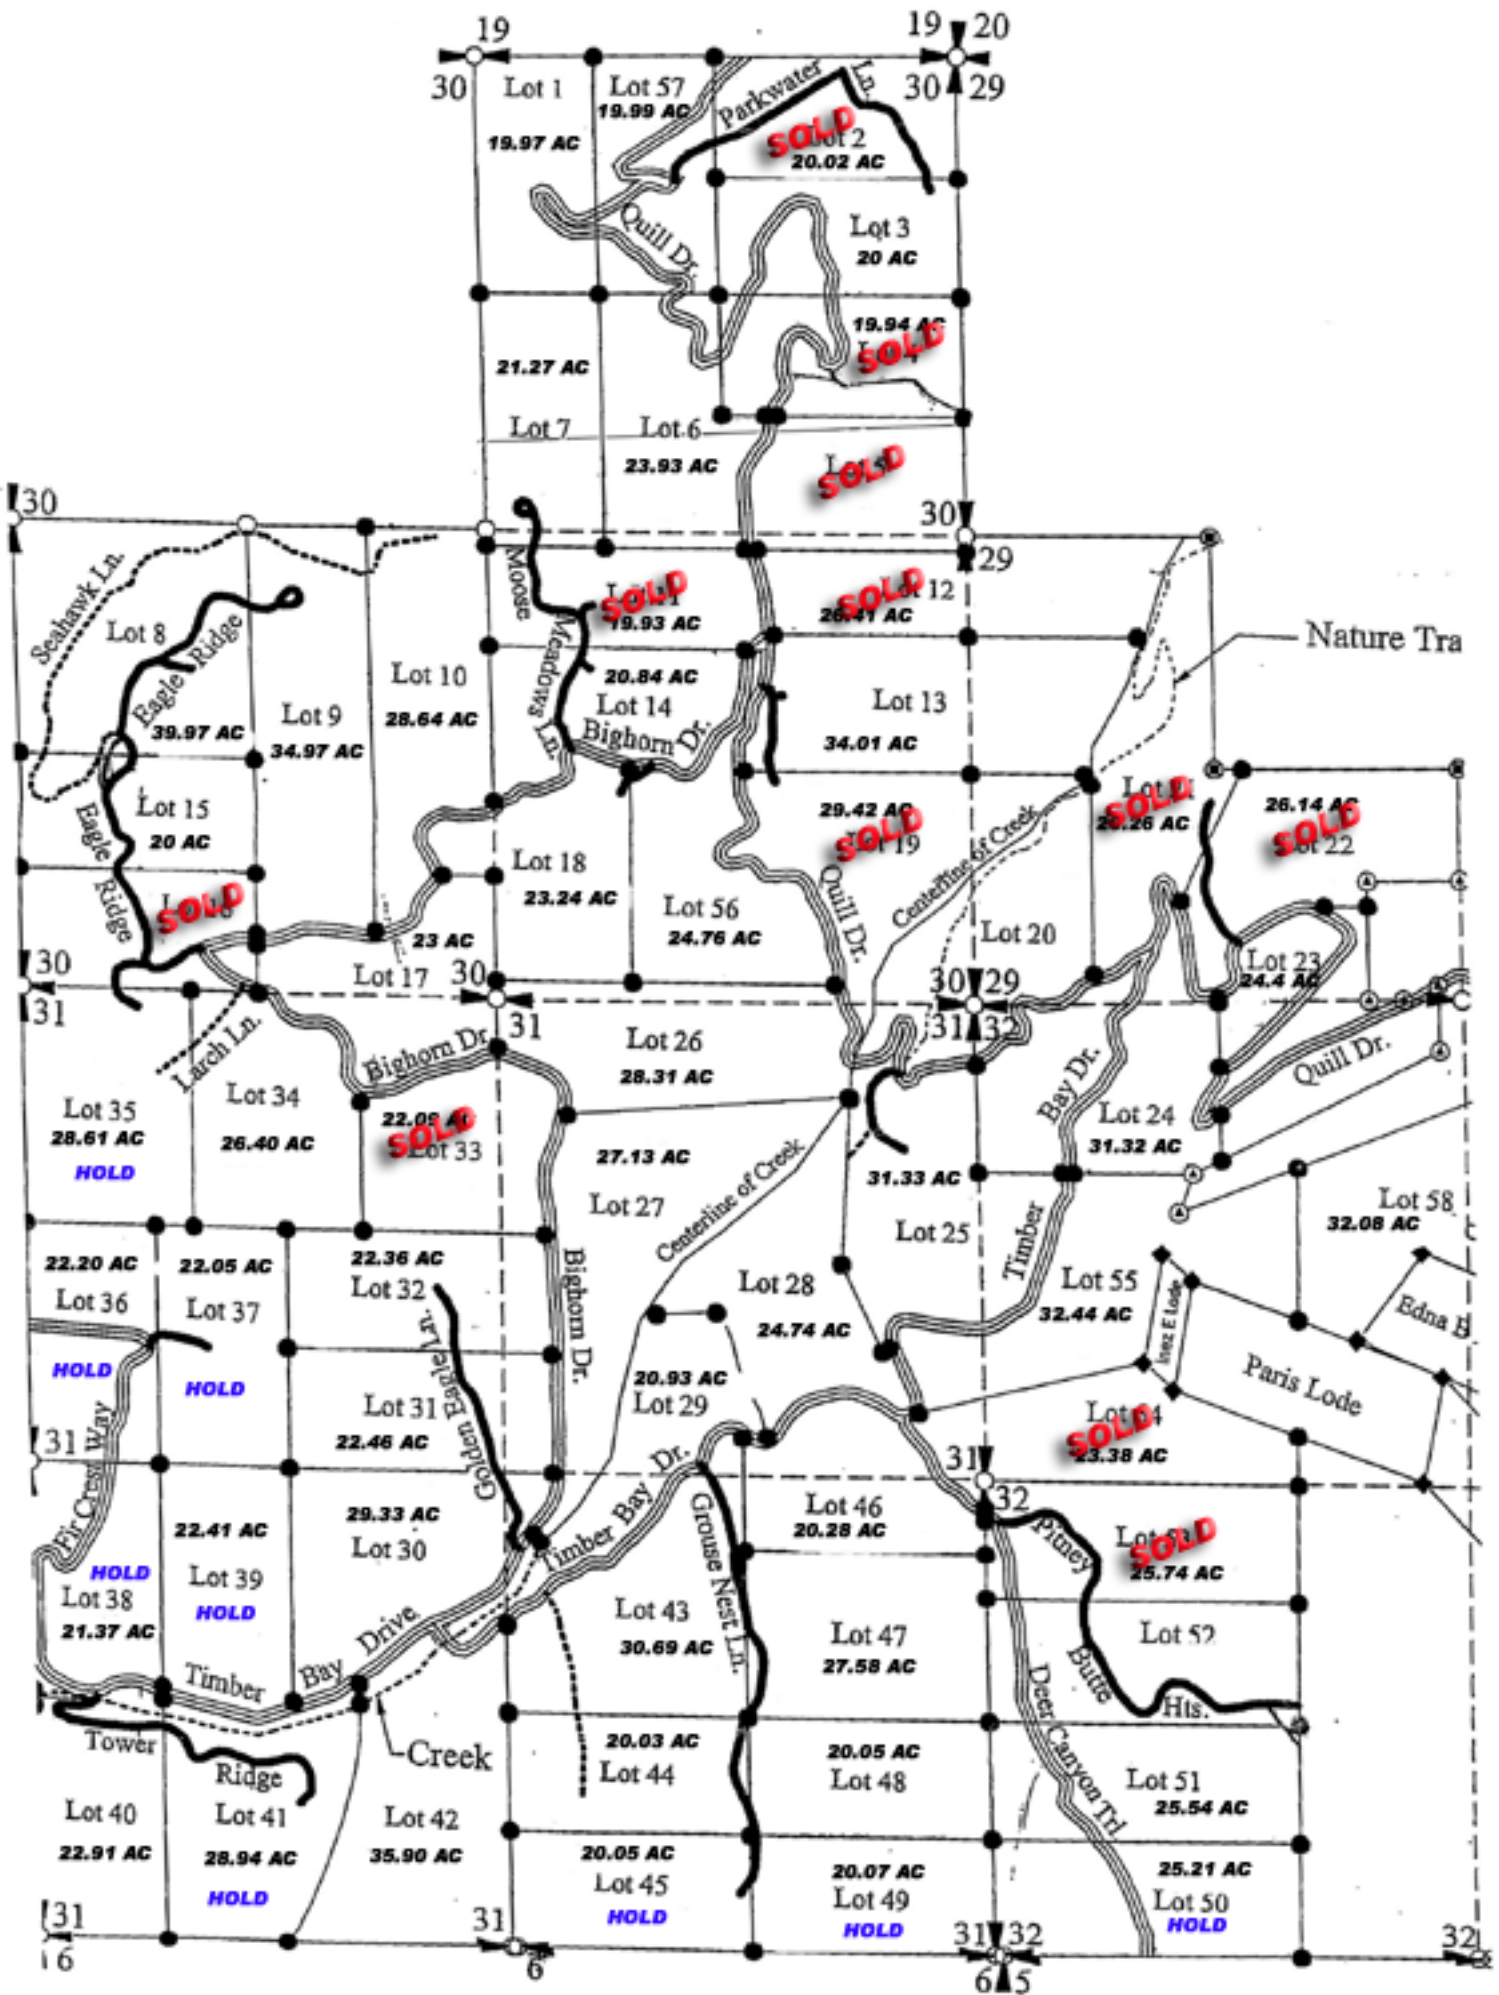 19
19
20
30
30
29
Lot 1
19.97 AC
Lot 57
19.99 AC
Parkwater
Ln.
SOLD
Lot 2
20.02 AC
Quill Dr.
Lot 3
20 AC
19.94 AC
SOLD
21.27 AC
Lot 7
Lot 6
23.93 AC
SOLD
30
30
29
Seahawk Ln.
Lot 8
39.97 AC
Eagle Ridge
Lot 9
34.97 AC
Lot 10
28.64 AC
Moose
Meadows
Ln.
SOLD
19.93 AC
SOLD
Lot 12
26.41 AC
Nature Tra
20.84 AC
Lot 14
Bighorn Dr.
Lot 13
34.01 AC
Lot 15
20 AC
Eagle
Ridge
SOLD
Lot 18
23.24 AC
Lot 56
24.76 AC
29.42 AC
SOLD
Lot 19
Quill Dr.
Centerline of Creek
Lot 20
SOLD
26.14 AC
SOLD
Lot 22
Lot 23
24.4 AC
23 AC
Lot 17
30
31
30
31
30
29
31
32
Larch Ln.
Bighorn Dr.
Lot 26
28.31 AC
Quill Dr.
Bay Dr.
Timber
Lot 35
28.61 AC
HOLD
Lot 34
26.40 AC
22.09 AC
SOLD
Lot 33
27.13 AC
Lot 27
Centerline of Creek
31.33 AC
Lot 25
Lot 24
31.32 AC
Lot 58
32.08 AC
22.20 AC
Lot 36
HOLD
22.05 AC
Lot 37
HOLD
22.36 AC
Lot 32
Golden Eagle Ln.
Bighorn Dr.
Lot 28
24.74 AC
Lot 55
32.44 AC
Inez E Lode
Edna B
Paris Lode
20.93 AC
Lot 29
Lot 31
22.46 AC
SOLD
23.38 AC
31
31
32
Fir Crest Way
22.41 AC
Lot 39
HOLD
29.33 AC
Lot 30
Timber Bay Dr.
Grouse Nest Ln.
Lot 46
20.28 AC
Pitney
Butte
Hts.
SOLD
25.74 AC
HOLD
Lot 38
21.37 AC
Lot 43
30.69 AC
Lot 47
27.58 AC
Lot 52
Timber Bay Drive
Deer Canyon Trl
Tower
Ridge
Creek
20.03 AC
Lot 44
20.05 AC
Lot 48
Lot 51
25.54 AC
Lot 40
22.91 AC
Lot 41
28.94 AC
HOLD
Lot 42
35.90 AC
20.05 AC
Lot 45
HOLD
20.07 AC
Lot 49
HOLD
25.21 AC
Lot 50
HOLD
31
6
31
6
31
32
6
5
32